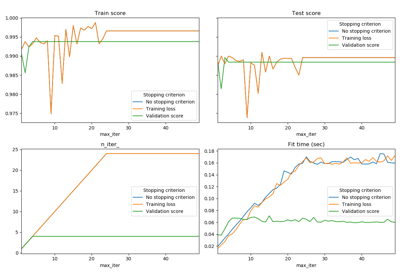 Train score
1.000
0.995
0.990
0.985
0.980
0.975
Stopping criterion
No stopping criterion
Training loss
Validation score
10
20
30
40
max_iter
Test score
Stopping criterion
No stopping criterion
Training loss
Validation score
10
20
30
40
max_iter
n_iter_
25
20
15
10
5
0
Stopping criterion
No stopping criterion
Training loss
Validation score
10
20
30
40
max_iter
Fit time (sec)
0.18
0.16
0.14
0.12
0.10
0.08
0.06
0.04
0.02
Stopping criterion
No stopping criterion
Training loss
Validation score
10
20
30
40
max_iter